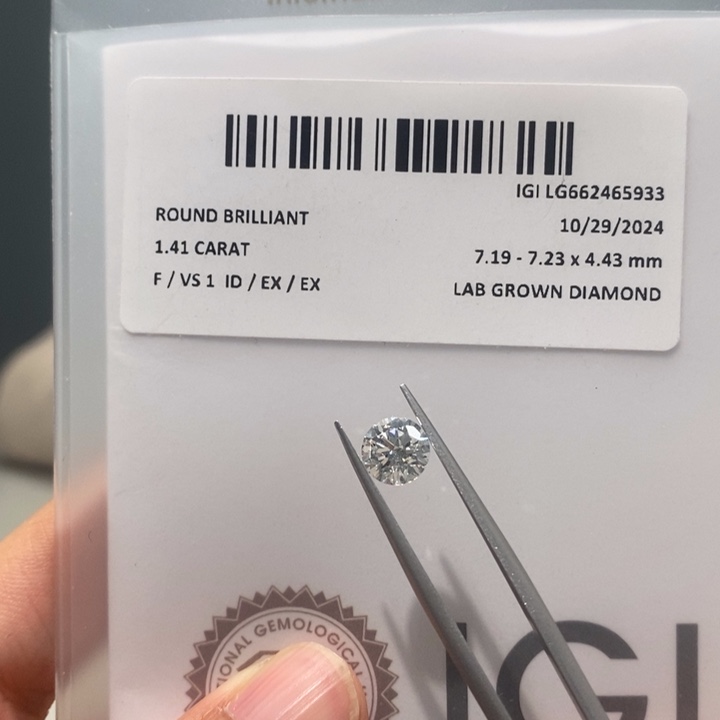 IGI LG662465933
ROUND BRILLIANT
10/29/2024
1.41 CARAT
7.19 - 7.23 x 4.43 mm
F / VS 1 ID / EX / EX
LAB GROWN DIAMOND
GEMOLOGICAL
IGI